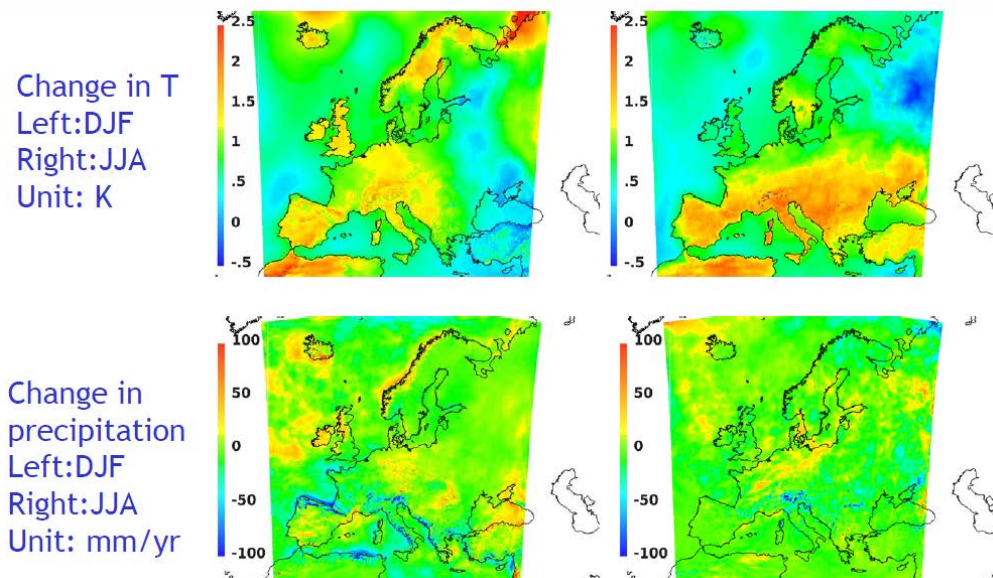 Change in T
Left:DJF
Right:JJA
Unit: K
2.5
2
1.5
1
.5
0
-.5
2.5
2
1.5
1
.5
0
-.5
Change in
precipitation
Left:DJF
Right:JJA
Unit: mm/yr
100
50
0
-50
-100
100
50
0
-50
-100